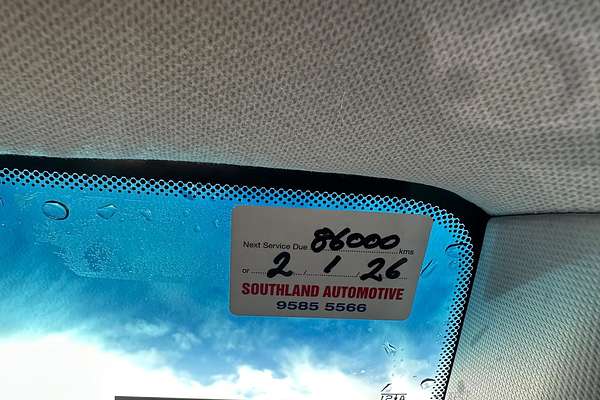 Next Service Due 86000 kms
or 2 / 1 / 26
SOUTHLAND AUTOMOTIVE
9585 5566